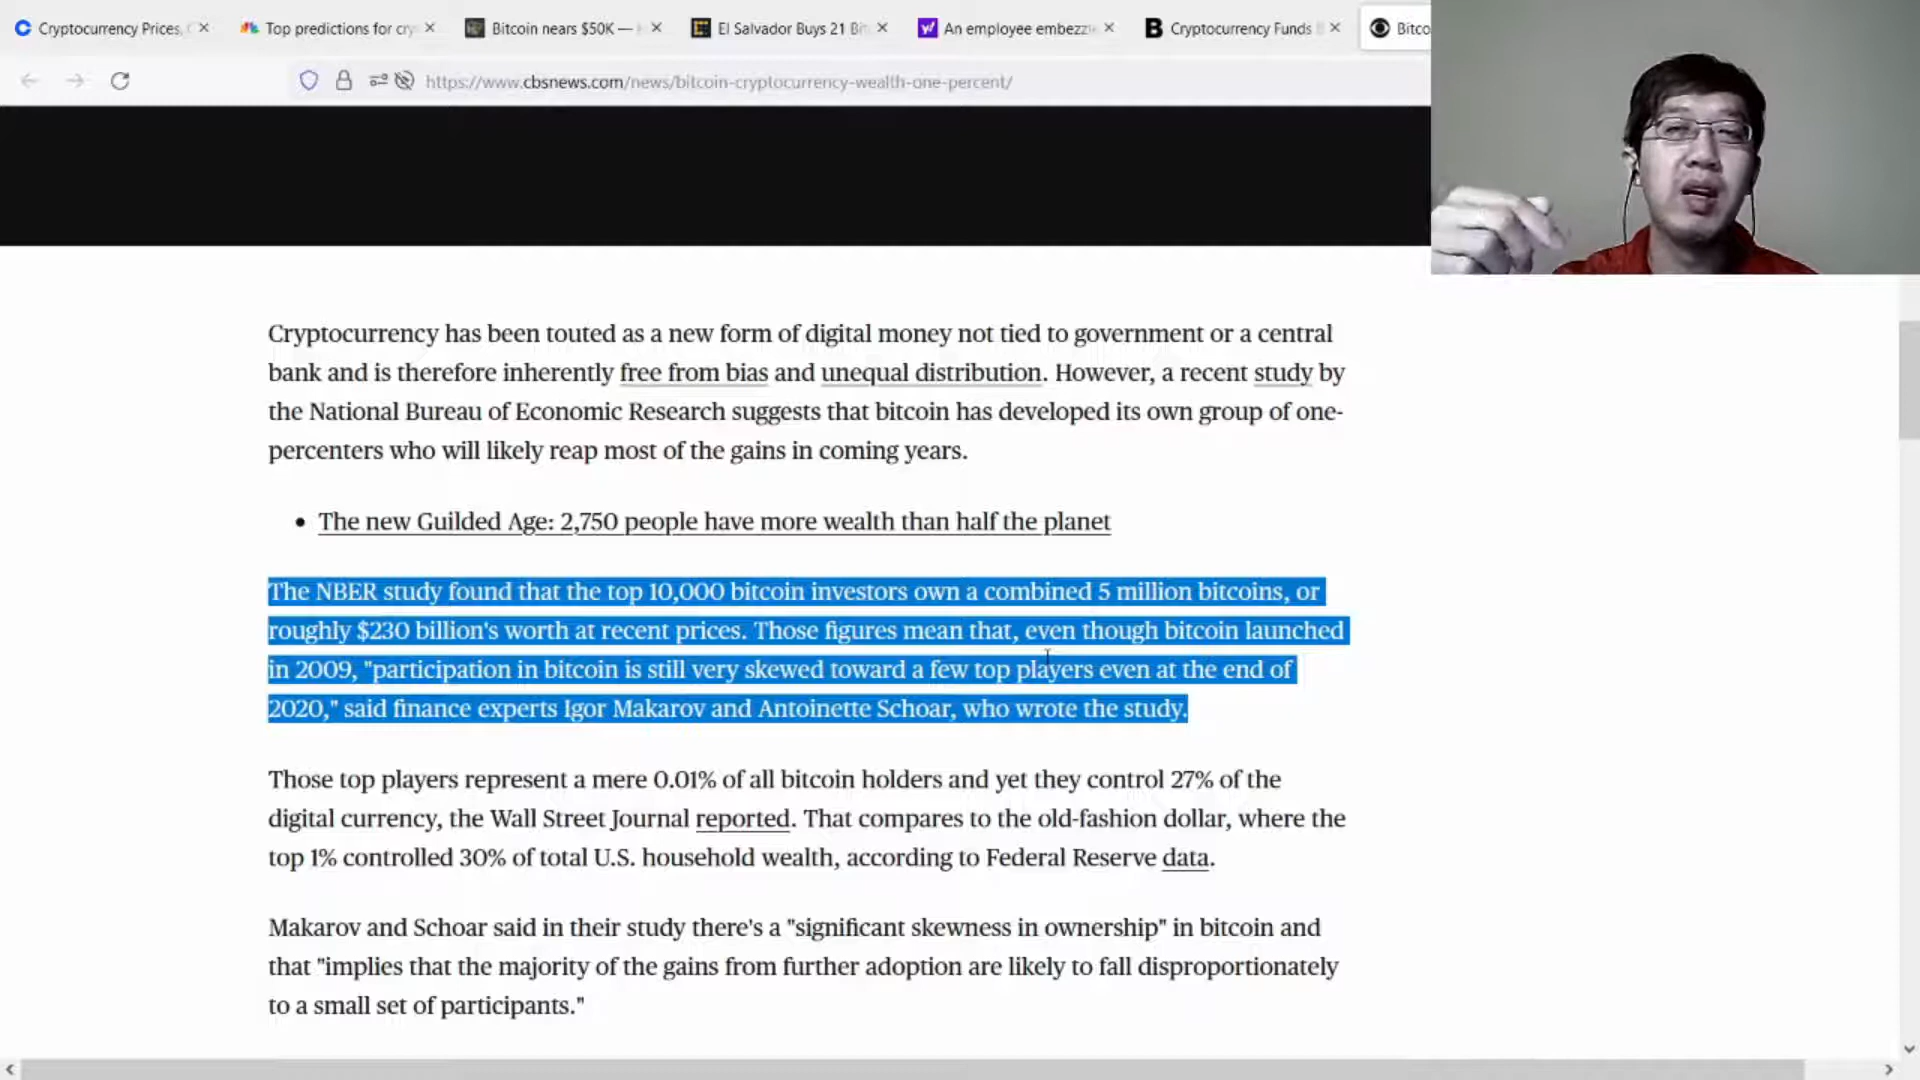 Cryptocurrency Prices,
Top predictions for cry
Bitcoin nears $50K —
El Salvador Buys 21 Bit
An employee embezzle
Cryptocurrency Funds
Bitco
https://www.cbsnews.com/news/bitcoin-cryptocurrency-wealth-one-percent/
Cryptocurrency has been touted as a new form of digital money not tied to government or a central
bank and is therefore inherently free from bias and unequal distribution. However, a recent study by
the National Bureau of Economic Research suggests that bitcoin has developed its own group of one-
percenters who will likely reap most of the gains in coming years.
• The new Guilded Age: 2,750 people have more wealth than half the planet
The NBER study found that the top 10,000 bitcoin investors own a combined 5 million bitcoins, or
roughly $230 billion's worth at recent prices. Those figures mean that, even though bitcoin launched
in 2009, "participation in bitcoin is still very skewed toward a few top players even at the end of
2020," said finance experts Igor Makarov and Antoinette Schoar, who wrote the study.
Those top players represent a mere 0.01% of all bitcoin holders and yet they control 27% of the
digital currency, the Wall Street Journal reported. That compares to the old-fashion dollar, where the
top 1% controlled 30% of total U.S. household wealth, according to Federal Reserve data.
Makarov and Schoar said in their study there's a "significant skewness in ownership" in bitcoin and
that "implies that the majority of the gains from further adoption are likely to fall disproportionately
to a small set of participants."